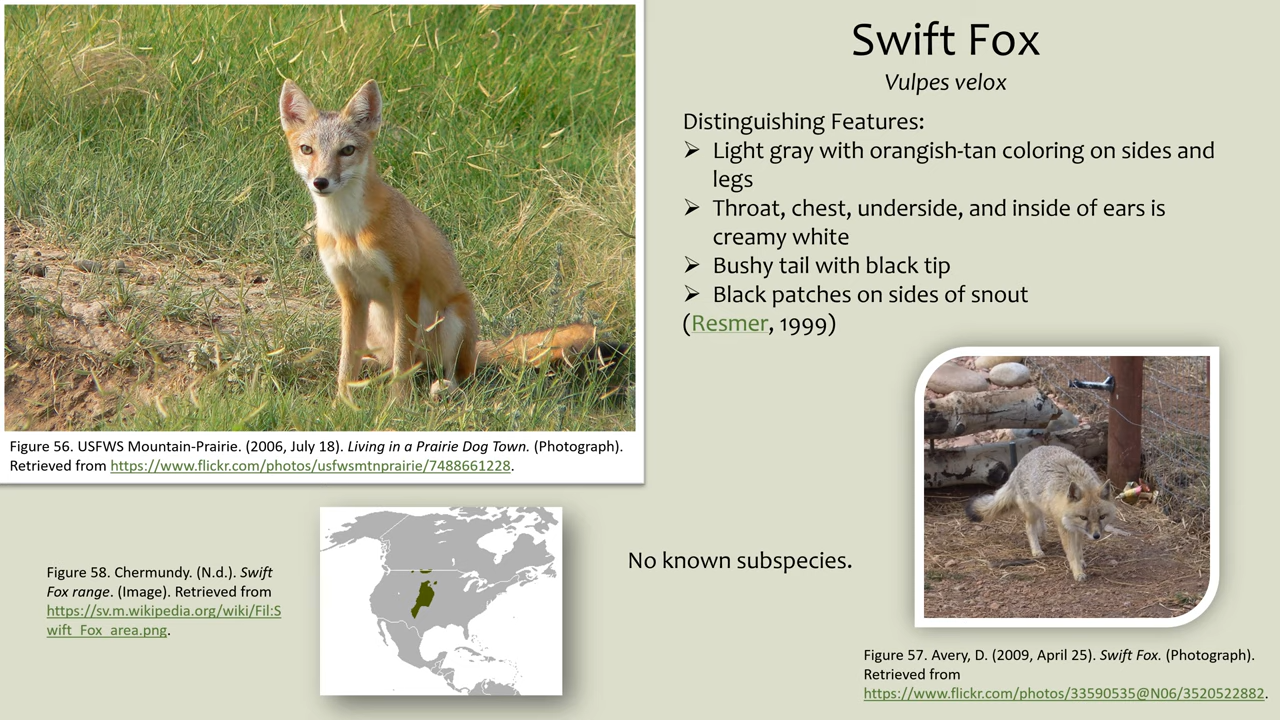 Swift Fox
Vulpes velox
Distinguishing Features:
➢ Light gray with orangish-tan coloring on sides and
legs
➢ Throat, chest, underside, and inside of ears is
creamy white
➢ Bushy tail with black tip
➢ Black patches on sides of snout
(Resmer, 1999)
Figure 56. USFWS Mountain-Prairie. (2006, July 18). Living in a Prairie Dog Town. (Photograph).
Retrieved from https://www.flickr.com/photos/usfwsmtnprairie/7488661228.
Figure 58. Chermundy. (N.d.). Swift
Fox range. (Image). Retrieved from
https://sv.m.wikipedia.org/wiki/Fil:S
wift_Fox_area.png.
No known subspecies.
Figure 57. Avery, D. (2009, April 25). Swift Fox. (Photograph).
Retrieved from
https://www.flickr.com/photos/33590535@N06/3520522882.